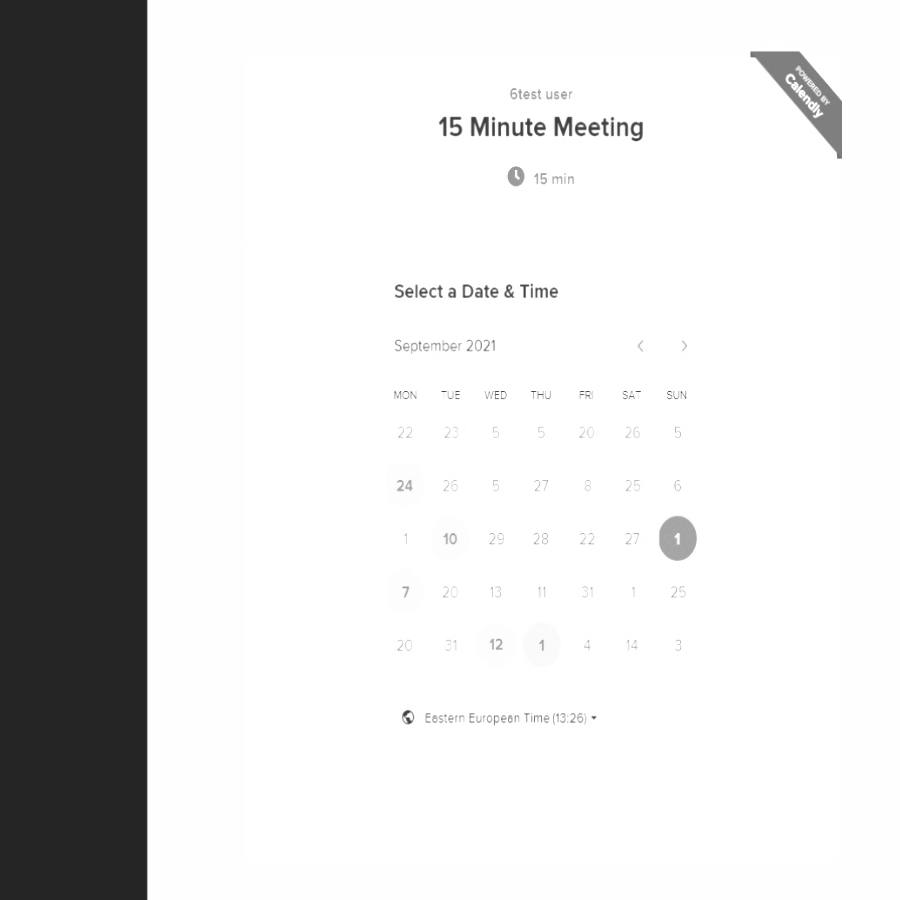 POWERED BY
Calendly
6test user
15 Minute Meeting
15 min
Select a Date & Time
September 2021
MON TUE WED THU FRI SAT SUN
22 23 5 5 20 26 5
24 26 5 27 8 25 6
1 10 29 28 22 27 1
7 20 13 11 31 1 25
20 31 12 1 4 14 3
Eastern European Time (13:26)